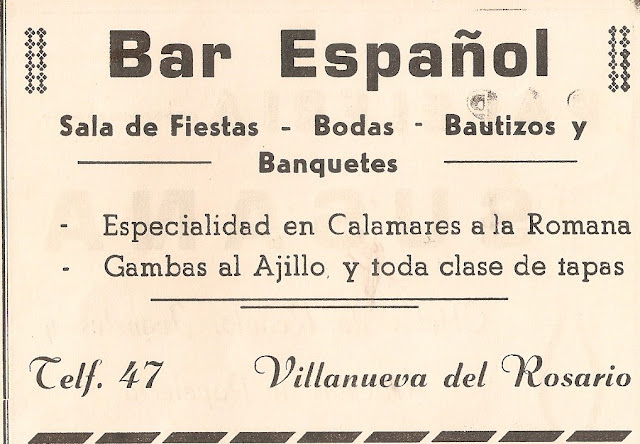 Bar Español
Sala de Fiestas - Bodas - Bautizos y
Banquetes
- Especialidad en Calamares a la Romana
- Gambas al Ajillo, y toda clase de tapas
Telf. 47 Villanueva del Rosario